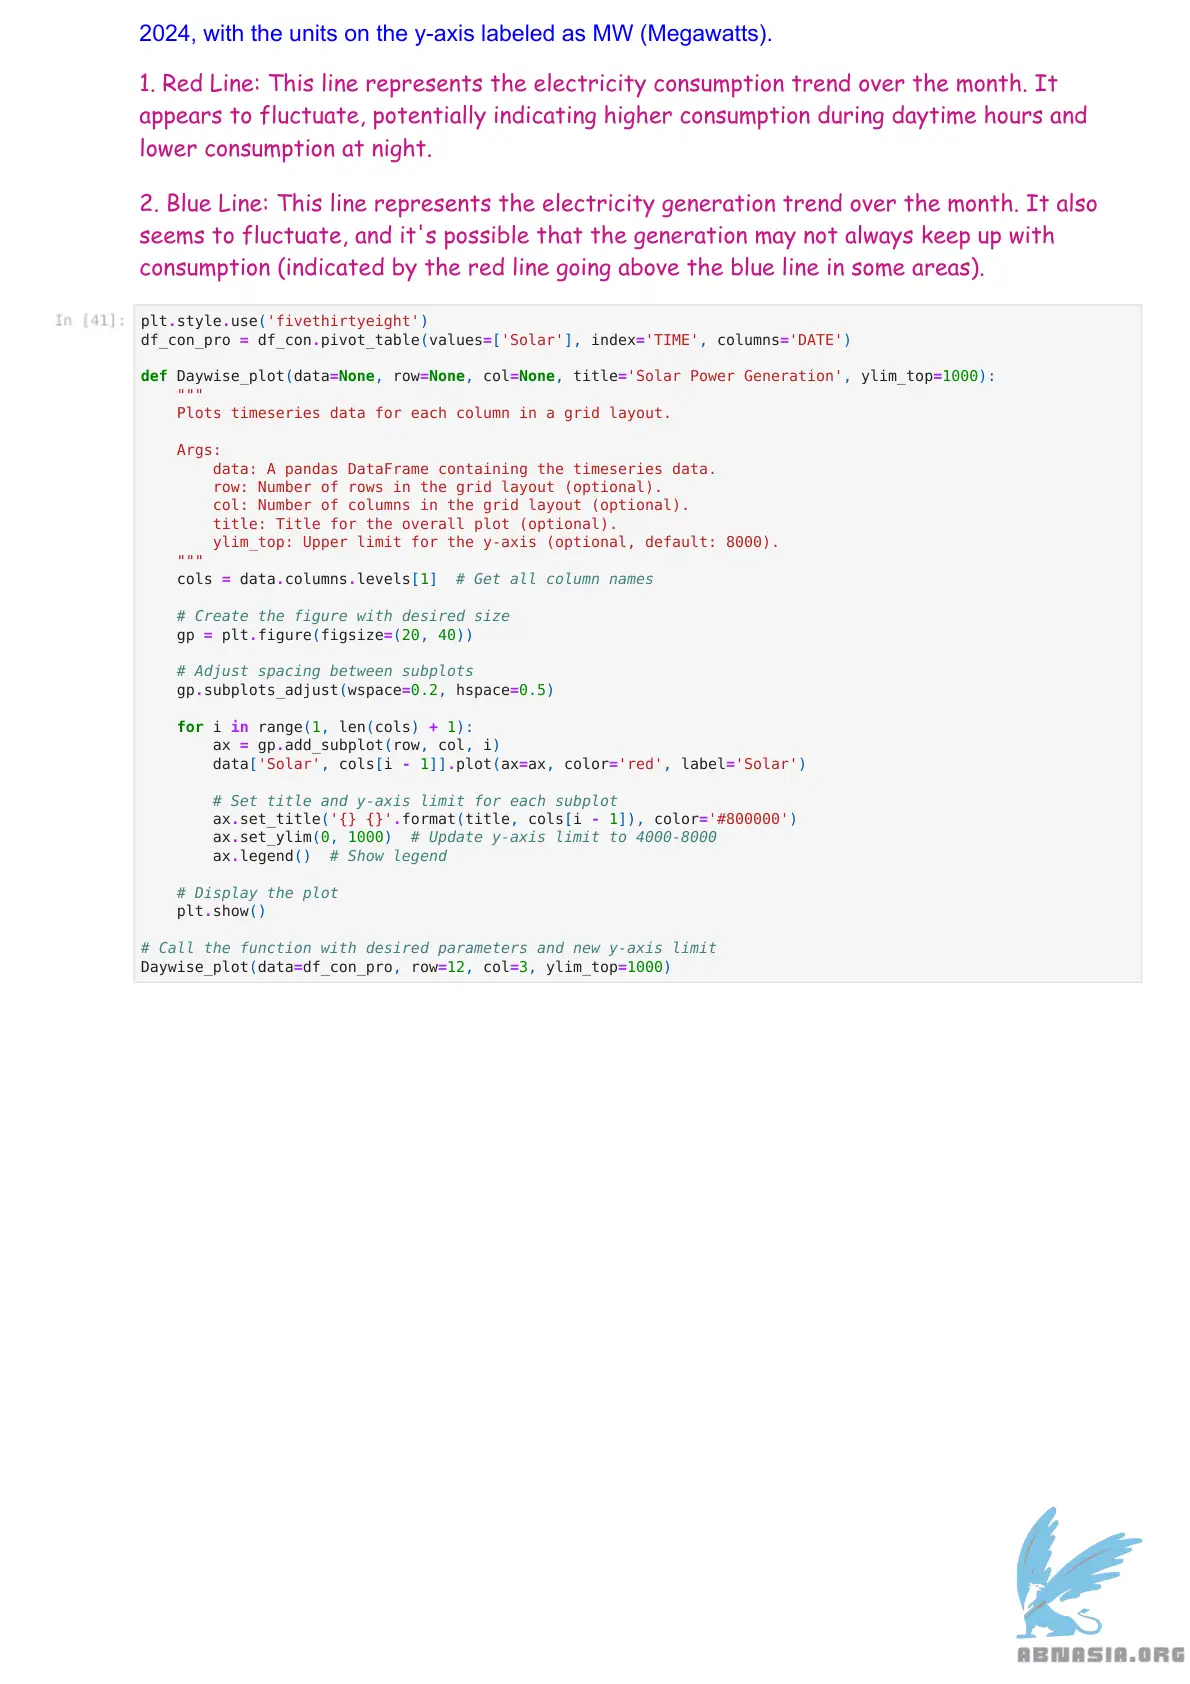 2024, with the units on the y-axis labeled as MW (Megawatts).
1. Red Line: This line represents the electricity consumption trend over the month. It
appears to fluctuate, potentially indicating higher consumption during daytime hours and
lower consumption at night.
2. Blue Line: This line represents the electricity generation trend over the month. It also
seems to fluctuate, and it's possible that the generation may not always keep up with
consumption (indicated by the red line going above the blue line in some areas).
In [41]: plt.style.use('fivethirtyeight')
df_con_pro = df_con.pivot_table(values=['Solar'], index='TIME', columns='DATE')
def Daywise_plot(data=None, row=None, col=None, title='Solar Power Generation', ylim_top=1000):
    """
    Plots timeseries data for each column in a grid layout.
    Args:
        data: A pandas DataFrame containing the timeseries data.
        row: Number of rows in the grid layout (optional).
        col: Number of columns in the grid layout (optional).
        title: Title for the overall plot (optional).
        ylim_top: Upper limit for the y-axis (optional, default: 8000).
    """
    cols = data.columns.levels[1]  # Get all column names
    # Create the figure with desired size
    gp = plt.figure(figsize=(20, 40))
    # Adjust spacing between subplots
    gp.subplots_adjust(wspace=0.2, hspace=0.5)
    for i in range(1, len(cols) + 1):
        ax = gp.add_subplot(row, col, i)
        data['Solar', cols[i - 1]].plot(ax=ax, color='red', label='Solar')
        # Set title and y-axis limit for each subplot
        ax.set_title('{} {}'.format(title, cols[i - 1]), color='#800000')
        ax.set_ylim(0, 1000)  # Update y-axis limit to 4000-8000
        ax.legend()  # Show legend
    # Display the plot
    plt.show()
# Call the function with desired parameters and new y-axis limit
Daywise_plot(data=df_con_pro, row=12, col=3, ylim_top=1000)
ABNASIA.ORG